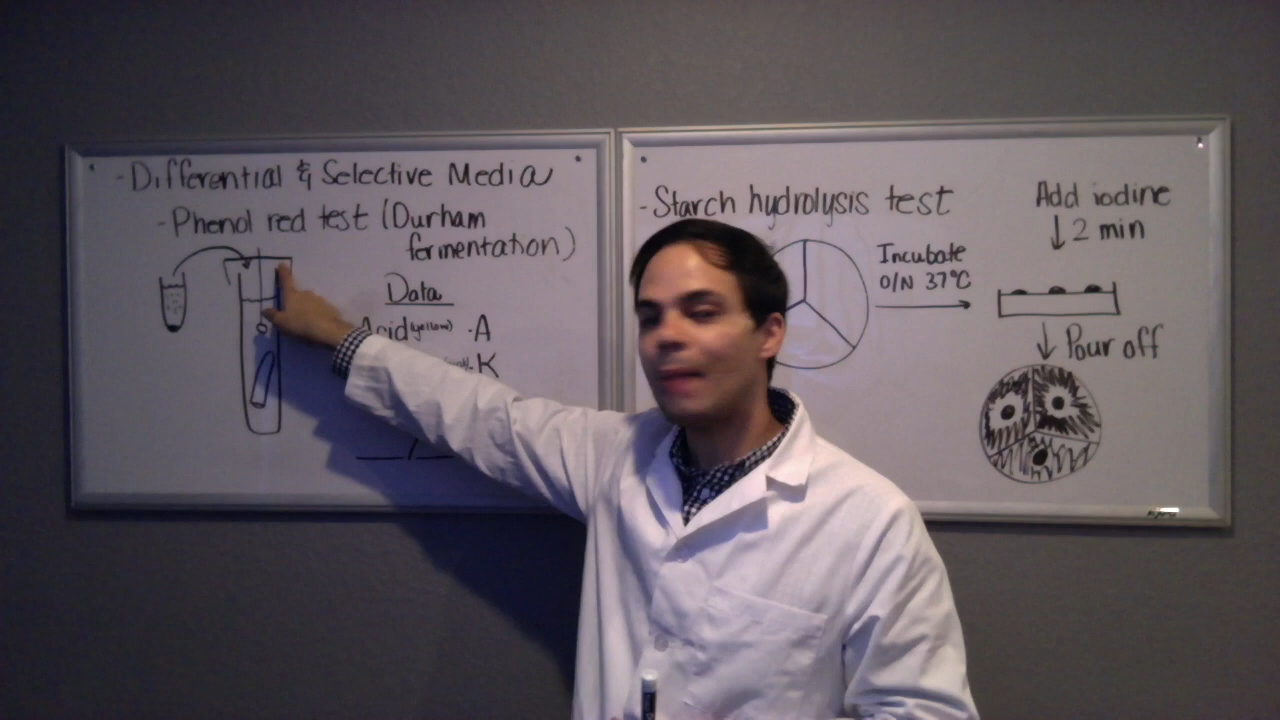 - Differential & Selective Media
- Phenol red test (Durham
fermentation)
Data
Acid (yellow) - A
K
- Starch hydrolysis test
Incubate
O/N 37°C
Add iodine
2 min
Pour off